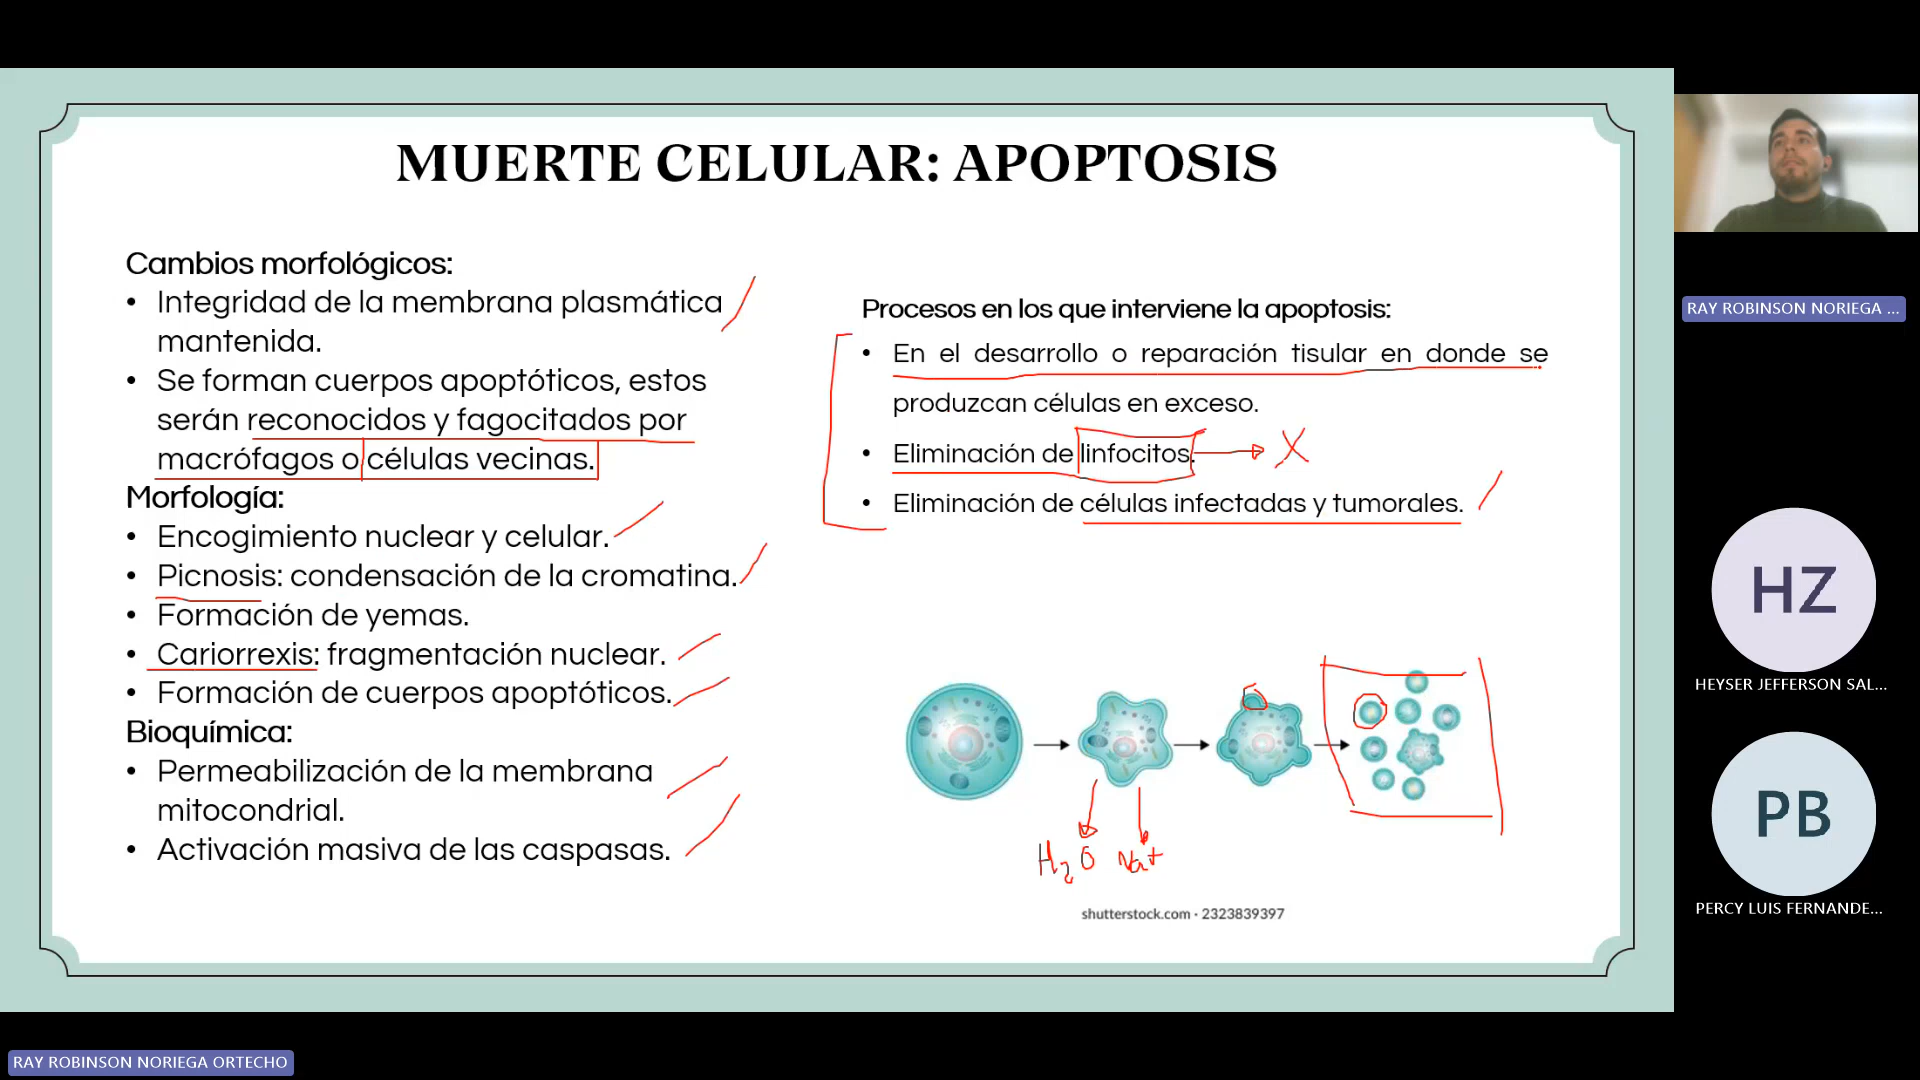 MUERTE CELULAR: APOPTOSIS
Cambios morfológicos:
• Integridad de la membrana plasmática
mantenida.
• Se forman cuerpos apoptóticos, estos
serán reconocidos y fagocitados por
macrófagos o células vecinas.
Morfología:
• Encogimiento nuclear y celular.
• Picnosis: condensación de la cromatina.
• Formación de yemas.
• Cariorrexis: fragmentación nuclear.
• Formación de cuerpos apoptóticos.
Bioquímica:
• Permeabilización de la membrana
mitocondrial.
• Activación masiva de las caspasas.
Procesos en los que interviene la apoptosis:
• En el desarrollo o reparación tisular en donde se
produzcan células en exceso.
• Eliminación de linfocitos. X
• Eliminación de células infectadas y tumorales.
H2O Na+
shutterstock.com · 2323839397
RAY ROBINSON NORIEGA ...
HZ
HEYSER JEFFERSON SAL...
PB
PERCY LUIS FERNANDE...
RAY ROBINSON NORIEGA ORTECHO